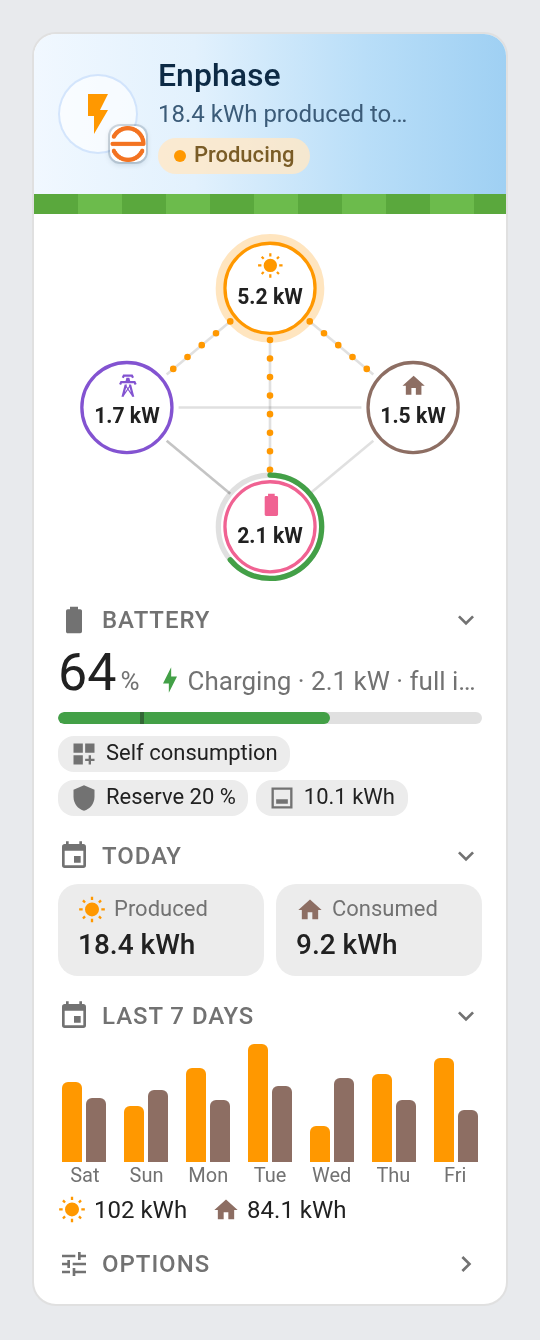 Enphase
18.4 kWh produced to...
Producing
5.2 kW
1.7 kW
1.5 kW
2.1 kW
BATTERY
64 % Charging · 2.1 kW · full i...
Self consumption
Reserve 20 % 10.1 kWh
TODAY
Produced Consumed
18.4 kWh 9.2 kWh
LAST 7 DAYS
Sat Sun Mon Tue Wed Thu Fri
102 kWh 84.1 kWh
OPTIONS